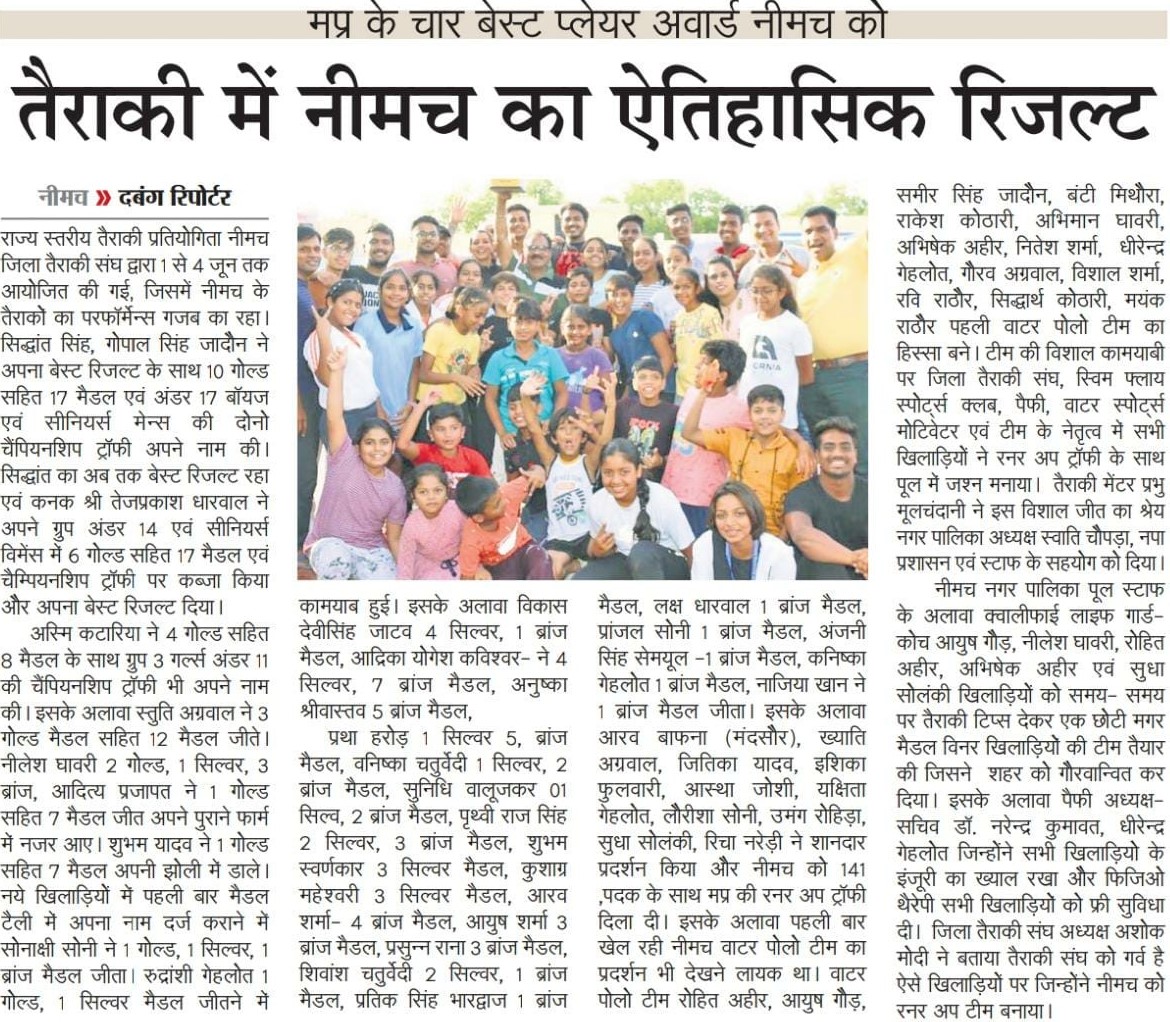 मप्र के चार बेस्ट प्लेयर अवार्ड नीमच को
तैराकी में नीमच का ऐतिहासिक रिजल्ट
नीमच » दबंग रिपोर्टर
राज्य स्तरीय तैराकी प्रतियोगिता नीमच
जिला तैराकी संघ द्वारा 1 से 4 जून तक
आयोजित की गई, जिसमें नीमच के
तैराको का परफॉर्मेन्स गजब का रहा।
सिद्धांत सिंह, गोपाल सिंह जादौन ने
अपना बेस्ट रिजल्ट के साथ 10 गोल्ड
सहित 17 मैडल एवं अंडर 17 बॉयज
एवं सीनियर्स मेन्स की दोनो
चैंपियनशिप ट्रॉफी अपने नाम की।
सिद्धांत का अब तक बेस्ट रिजल्ट रहा
एवं कनक श्री तेजप्रकाश धारवाल ने
अपने ग्रुप अंडर 14 एवं सीनियर्स
विमेंस में 6 गोल्ड सहित 17 मैडल एवं
चैम्पियनशिप ट्रॉफी पर कब्जा किया
और अपना बेस्ट रिजल्ट दिया।
अस्मि कटारिया ने 4 गोल्ड सहित
8 मैडल के साथ ग्रुप 3 गर्ल्स अंडर 11
की चैंपियनशिप ट्रॉफी भी अपने नाम
की। इसके अलावा स्तुति अग्रवाल ने 3
गोल्ड मैडल सहित 12 मैडल जीते।
नीलेश घावरी 2 गोल्ड, 1 सिल्वर, 3
ब्रांज, आदित्य प्रजापत ने 1 गोल्ड
सहित 7 मैडल जीत अपने पुराने फार्म
में नजर आए। शुभम यादव ने 1 गोल्ड
सहित 7 मैडल अपनी झोली में डाले।
नये खिलाड़ियों में पहली बार मैडल
टैली में अपना नाम दर्ज कराने में
सोनाक्षी सोनी ने 1 गोल्ड, 1 सिल्वर, 1
ब्रांज मैडल जीता। रुद्रांशी गेहलोत 1
गोल्ड, 1 सिल्वर मैडल जीतने में
कामयाब हुई। इसके अलावा विकास
देवीसिंह जाटव 4 सिल्वर, 1 ब्रांज
मैडल, आद्रिका योगेश कविश्वर- ने 4
सिल्वर, 7 ब्रांज मैडल, अनुष्का
श्रीवास्तव 5 ब्रांज मैडल,
प्रथा हरोड़ 1 सिल्वर 5, ब्रांज
मैडल, वनिष्का चतुर्वेदी 1 सिल्वर, 2
ब्रांज मैडल, सुनिधि वालूजकर 01
सिल्व, 2 ब्रांज मैडल, पृथ्वी राज सिंह
2 सिल्वर, 3 ब्रांज मैडल, शुभम
स्वर्णकार 3 सिल्वर मैडल, कुशाग्र
महेश्वरी 3 सिल्वर मैडल, आरव
शर्मा- 4 ब्रांज मैडल, आयुष शर्मा 3
ब्रांज मैडल, प्रसुन्न राना 3 ब्रांज मैडल,
शिवांश चतुर्वेदी 2 सिल्वर, 1 ब्रांज
मैडल, प्रतिक सिंह भारद्वाज 1 ब्रांज
मैडल, लक्ष धारवाल 1 ब्रांज मैडल,
प्रांजल सोनी 1 ब्रांज मैडल, अंजनी
सिंह सेमयूल -1 ब्रांज मैडल, कनिष्का
गेहलोत 1 ब्रांज मैडल, नाजिया खान ने
1 ब्रांज मैडल जीता। इसके अलावा
आरव बाफना (मंदसौर), ख्याति
अग्रवाल, जितिका यादव, इशिका
फुलवारी, आस्था जोशी, यक्षिता
गेहलोत, लौरीशा सोनी, उमंग रोहिड़ा,
सुधा सोलंकी, रिचा नरेड़ी ने शानदार
प्रदर्शन किया और नीमच को 141
,पदक के साथ मप्र की रनर अप ट्रॉफी
दिला दी। इसके अलावा पहली बार
खेल रही नीमच वाटर पोलो टीम का
प्रदर्शन भी देखने लायक था। वाटर
पोलो टीम रोहित अहीर, आयुष गौड़,
समीर सिंह जादौन, बंटी मिथौरा,
राकेश कोठारी, अभिमान घावरी,
अभिषेक अहीर, नितेश शर्मा, धीरेन्द्र
गेहलोत, गौरव अग्रवाल, विशाल शर्मा,
रवि राठौर, सिद्धार्थ कोठारी, मयंक
राठौर पहली वाटर पोलो टीम का
हिस्सा बने। टीम की विशाल कामयाबी
पर जिला तैराकी संघ, स्विम फ्लाय
स्पोर्ट्स क्लब, पैफी, वाटर स्पोर्ट्स
मोटिवेटर एवं टीम के नेतृत्व में सभी
खिलाड़ियों ने रनर अप ट्रॉफी के साथ
पूल में जश्न मनाया। तैराकी मेंटर प्रभु
मूलचंदानी ने इस विशाल जीत का श्रेय
नगर पालिका अध्यक्ष स्वाति चौपड़ा, नपा
प्रशासन एवं स्टाफ के सहयोग को दिया।
नीमच नगर पालिका पूल स्टाफ
के अलावा क्वालीफाई लाइफ गार्ड-
कोच आयुष गौड़, नीलेश घावरी, रोहित
अहीर, अभिषेक अहीर एवं सुधा
सोलंकी खिलाड़ियों को समय- समय
पर तैराकी टिप्स देकर एक छोटी मगर
मैडल विनर खिलाड़ियों की टीम तैयार
की जिसने शहर को गौरवान्वित कर
दिया। इसके अलावा पैफी अध्यक्ष-
सचिव डॉ. नरेन्द्र कुमावत, धीरेन्द्र
गेहलोत जिन्होंने सभी खिलाड़ियो के
इंजूरी का ख्याल रखा और फिजिओ
थैरेपी सभी खिलाड़ियों को फ्री सुविधा
दी। जिला तैराकी संघ अध्यक्ष अशोक
मोदी ने बताया तैराकी संघ को गर्व है
ऐसे खिलाड़ियों पर जिन्होंने नीमच को
रनर अप टीम बनाया।